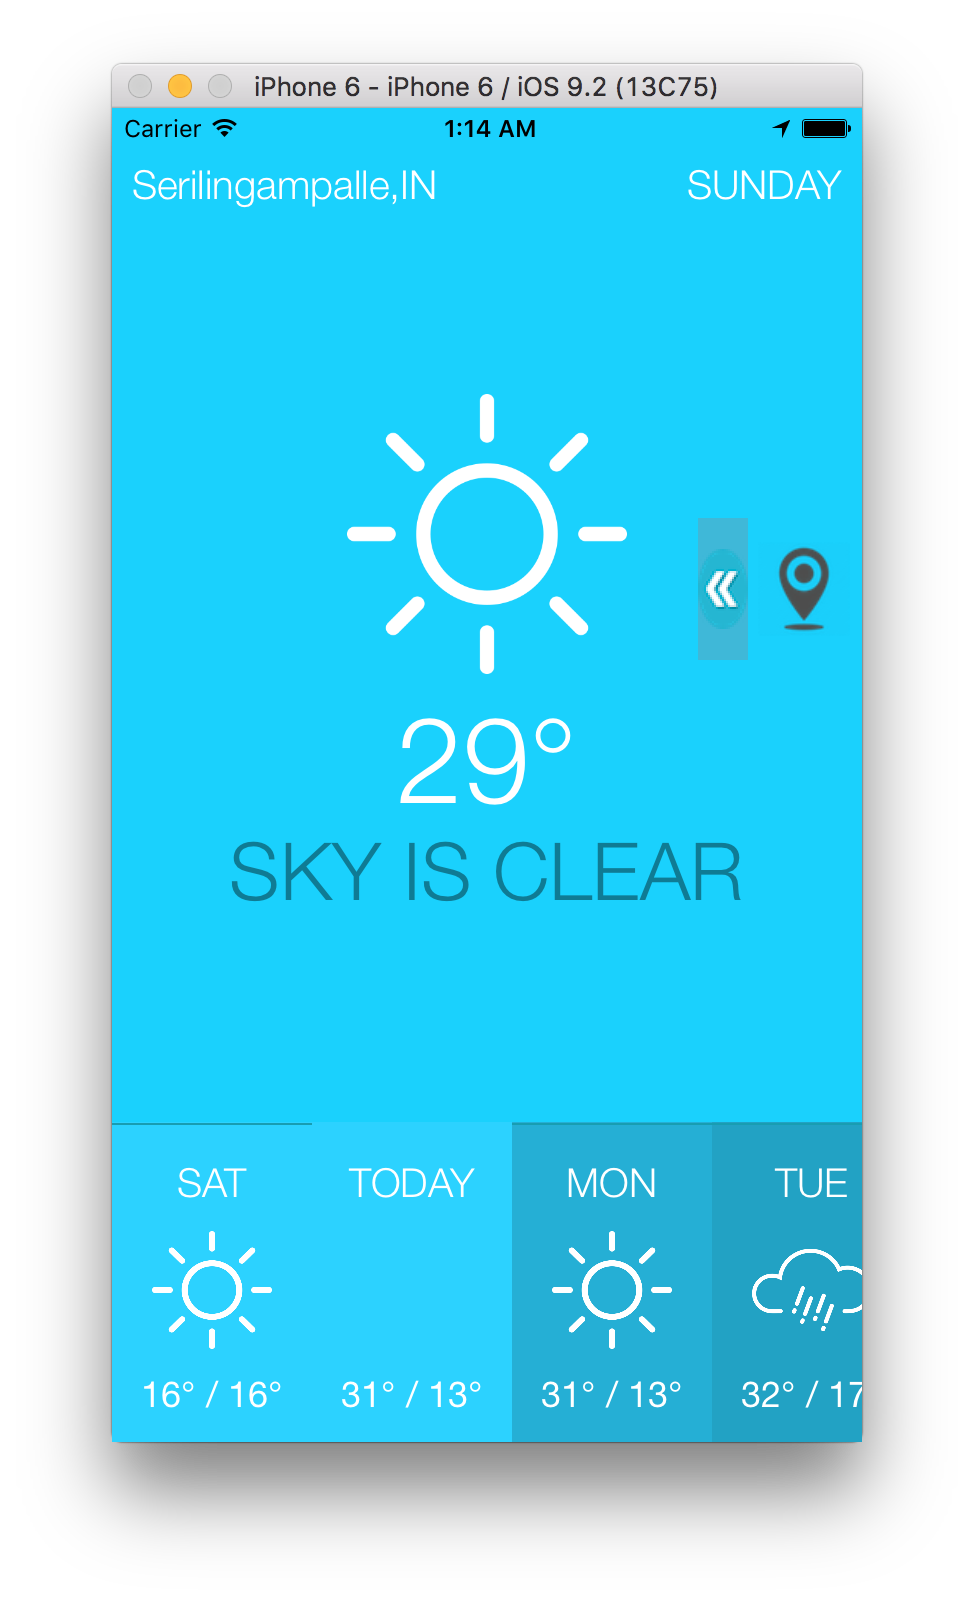 iPhone 6 - iPhone 6 / iOS 9.2 (13C75)
Carrier 1:14 AM
Serilingampalle,IN SUNDAY
29°
SKY IS CLEAR
SAT TODAY MON TUE
16° / 16° 31° / 13° 31° / 13° 32° / 17